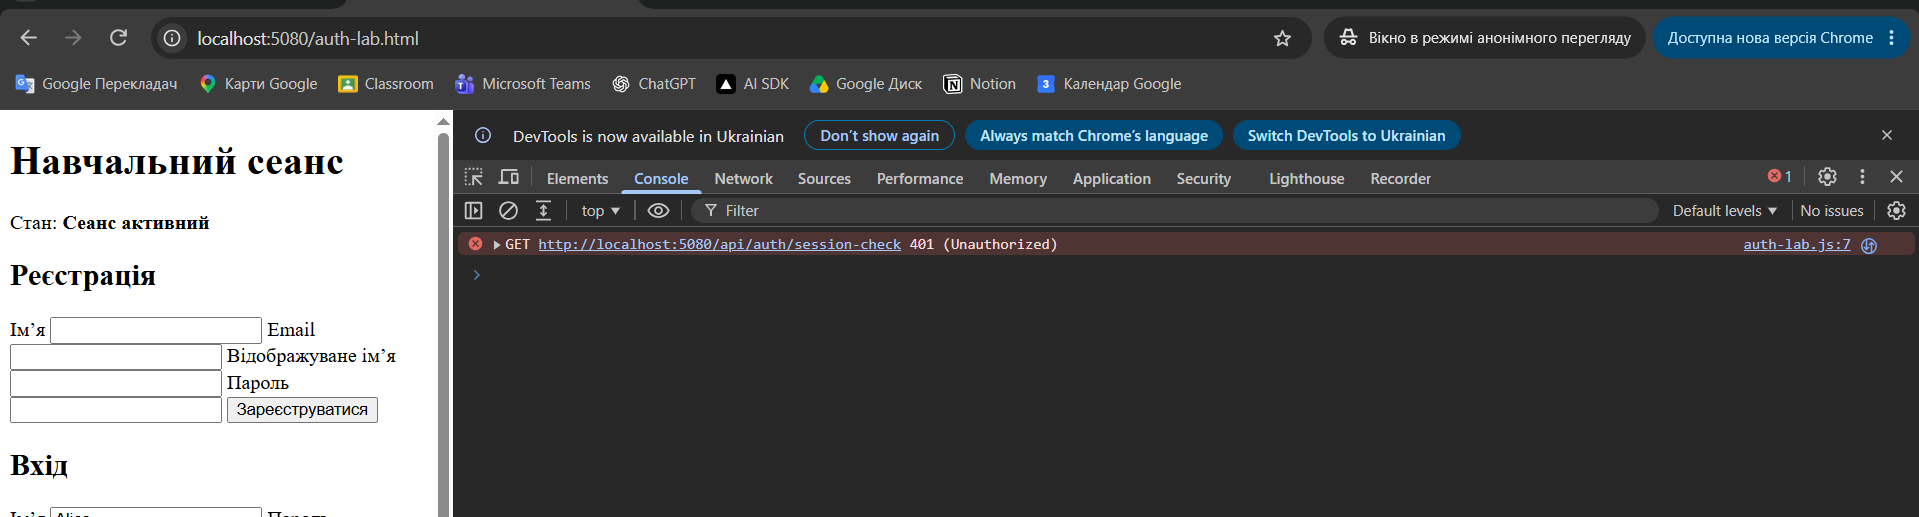 localhost:5080/auth-lab.html
Вікно в режимі анонімного перегляду
Доступна нова версія Chrome
Google Перекладач
Карти Google
Classroom
Microsoft Teams
ChatGPT
AI SDK
Google Диск
Notion
3
Календар Google
Навчальний сеанс
Стан: Сеанс активний
Реєстрація
Ім’я Email
Відображуване ім’я
Пароль
Зареєструватися
Вхід
DevTools is now available in Ukrainian
Don’t show again
Always match Chrome’s language
Switch DevTools to Ukrainian
Elements Console Network Sources Performance Memory Application Security Lighthouse Recorder
1
top
Filter
Default levels
No issues
GET http://localhost:5080/api/auth/session-check 401 (Unauthorized)
auth-lab.js:7